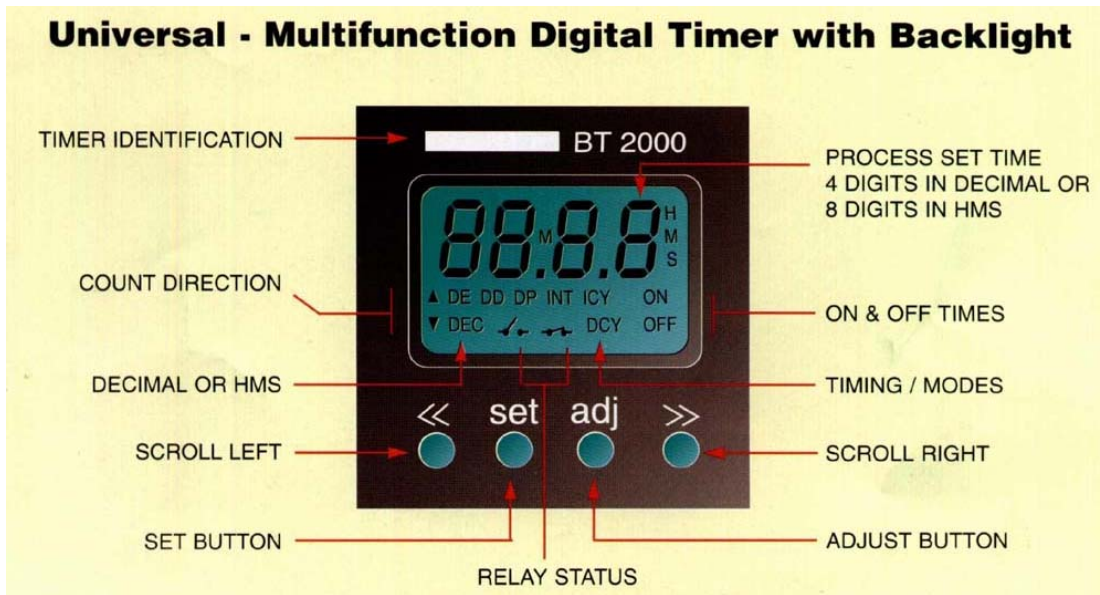 Universal - Multifunction Digital Timer with Backlight
TIMER IDENTIFICATION
BT 2000
PROCESS SET TIME
4 DIGITS IN DECIMAL OR
8 DIGITS IN HMS
88.8.8
M
H
M
S
COUNT DIRECTION
▲ DE DD DP INT ICY ON
▼ DEC DCY OFF
ON & OFF TIMES
DECIMAL OR HMS
TIMING / MODES
<< set adj >>
SCROLL LEFT
SCROLL RIGHT
SET BUTTON
ADJUST BUTTON
RELAY STATUS